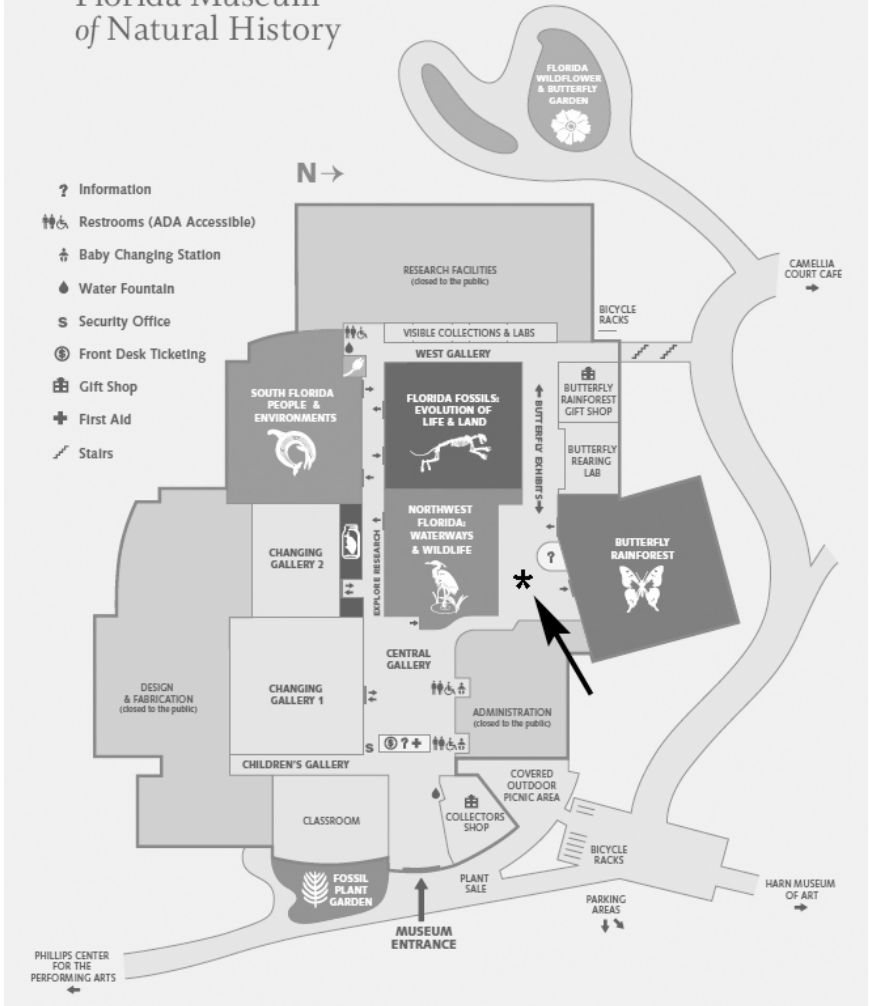 Florida Museum
of Natural History
FLORIDA
WILDFLOWER
& BUTTERFLY
GARDEN
N
? Information
Restrooms (ADA Accessible)
Baby Changing Station
Water Fountain
S Security Office
$ Front Desk Ticketing
Gift Shop
First Aid
Stairs
RESEARCH FACILITIES
(closed to the public)
CAMELLIA
COURT CAFE
BICYCLE
RACKS
VISIBLE COLLECTIONS & LABS
WEST GALLERY
SOUTH FLORIDA
PEOPLE &
ENVIRONMENTS
FLORIDA FOSSILS:
EVOLUTION OF
LIFE & LAND
BUTTERFLY EXHIBITS
BUTTERFLY
RAINFOREST
GIFT SHOP
BUTTERFLY
REARING
LAB
NORTHWEST
FLORIDA:
WATERWAYS
& WILDLIFE
CHANGING
GALLERY 2
EXPLORE RESEARCH
?
*
BUTTERFLY
RAINFOREST
CENTRAL
GALLERY
DESIGN
& FABRICATION
(closed to the public)
CHANGING
GALLERY 1
ADMINISTRATION
(closed to the public)
S
$ ? +
CHILDREN'S GALLERY
COVERED
OUTDOOR
PICNIC AREA
CLASSROOM
COLLECTORS
SHOP
BICYCLE
RACKS
FOSSIL
PLANT
GARDEN
PLANT
SALE
HARN MUSEUM
OF ART
PARKING
AREAS
MUSEUM
ENTRANCE
PHILLIPS CENTER
FOR THE
PERFORMING ARTS